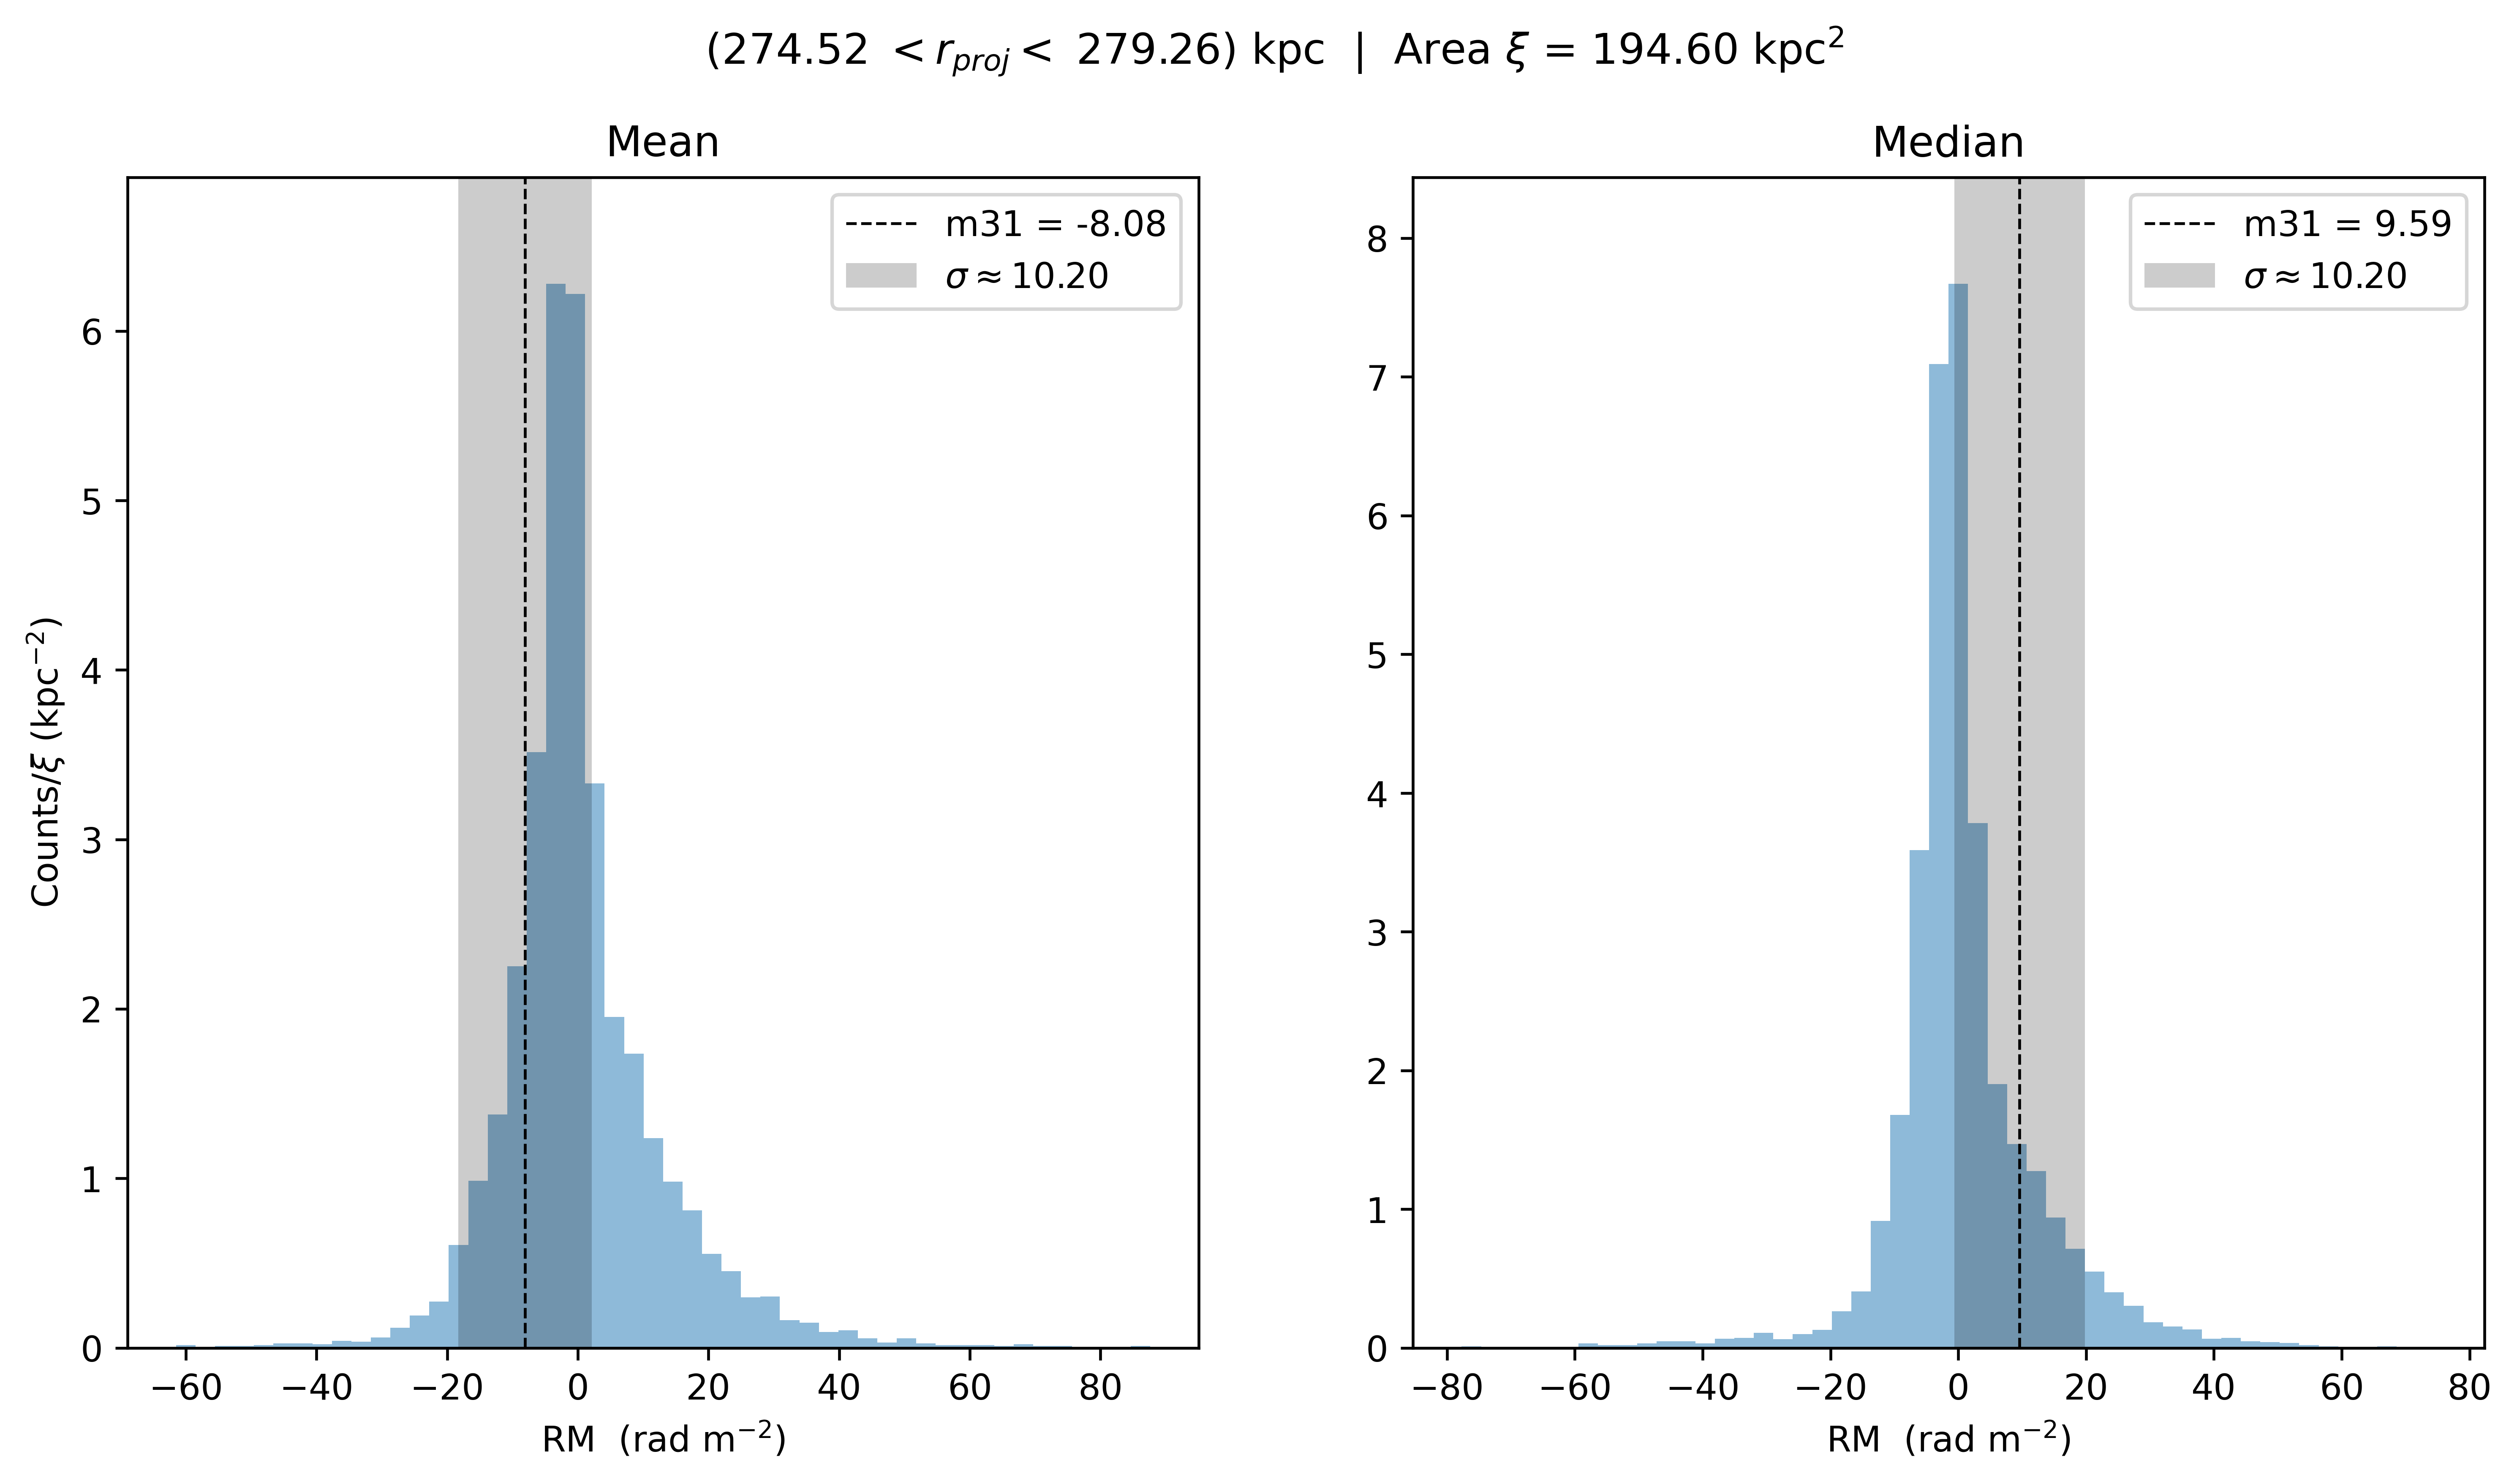 (274.52 < r_proj < 279.26) kpc | Area ξ = 194.60 kpc²
Mean
m31 = -8.08
σ ≈ 10.20
6
5
4
3
2
1
0
Counts/ξ (kpc⁻²)
−60 −40 −20 0 20 40 60 80
RM (rad m⁻²)
Median
m31 = 9.59
σ ≈ 10.20
8
7
6
5
4
3
2
1
0
−80 −60 −40 −20 0 20 40 60 80
RM (rad m⁻²)